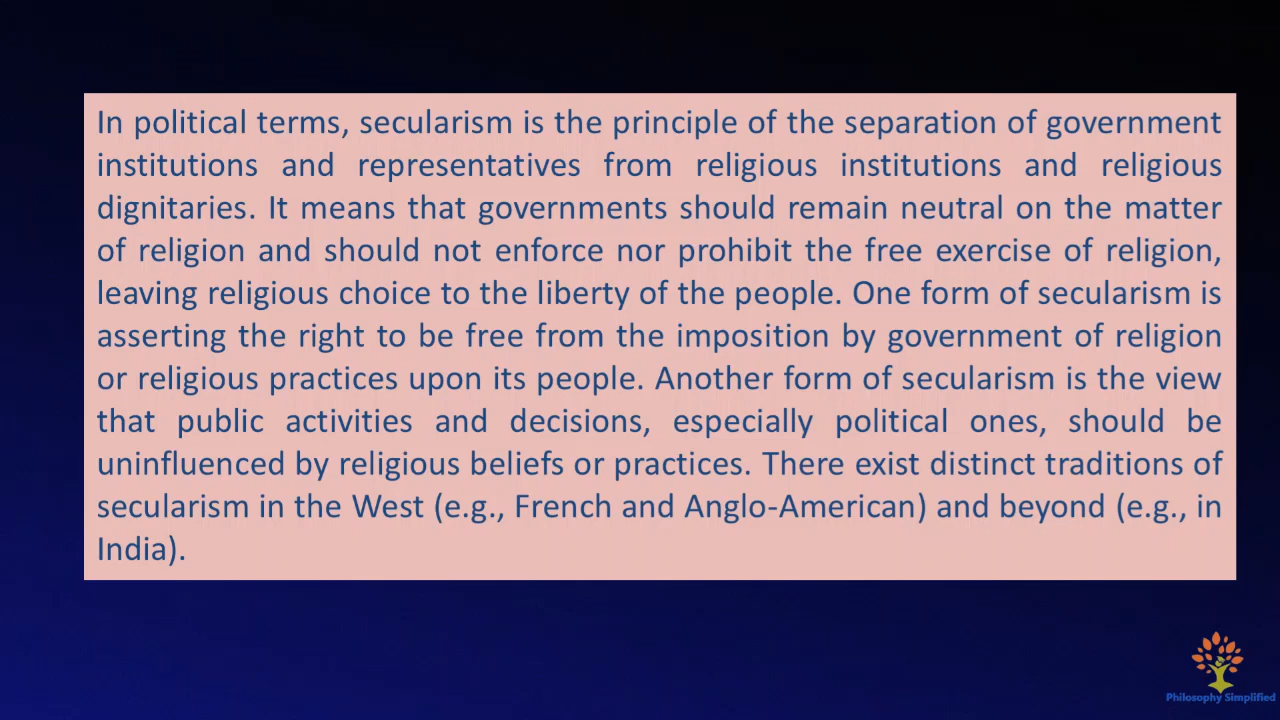 In political terms, secularism is the principle of the separation of government
institutions and representatives from religious institutions and religious
dignitaries. It means that governments should remain neutral on the matter
of religion and should not enforce nor prohibit the free exercise of religion,
leaving religious choice to the liberty of the people. One form of secularism is
asserting the right to be free from the imposition by government of religion
or religious practices upon its people. Another form of secularism is the view
that public activities and decisions, especially political ones, should be
uninfluenced by religious beliefs or practices. There exist distinct traditions of
secularism in the West (e.g., French and Anglo-American) and beyond (e.g., in
India).
Philosophy Simplified